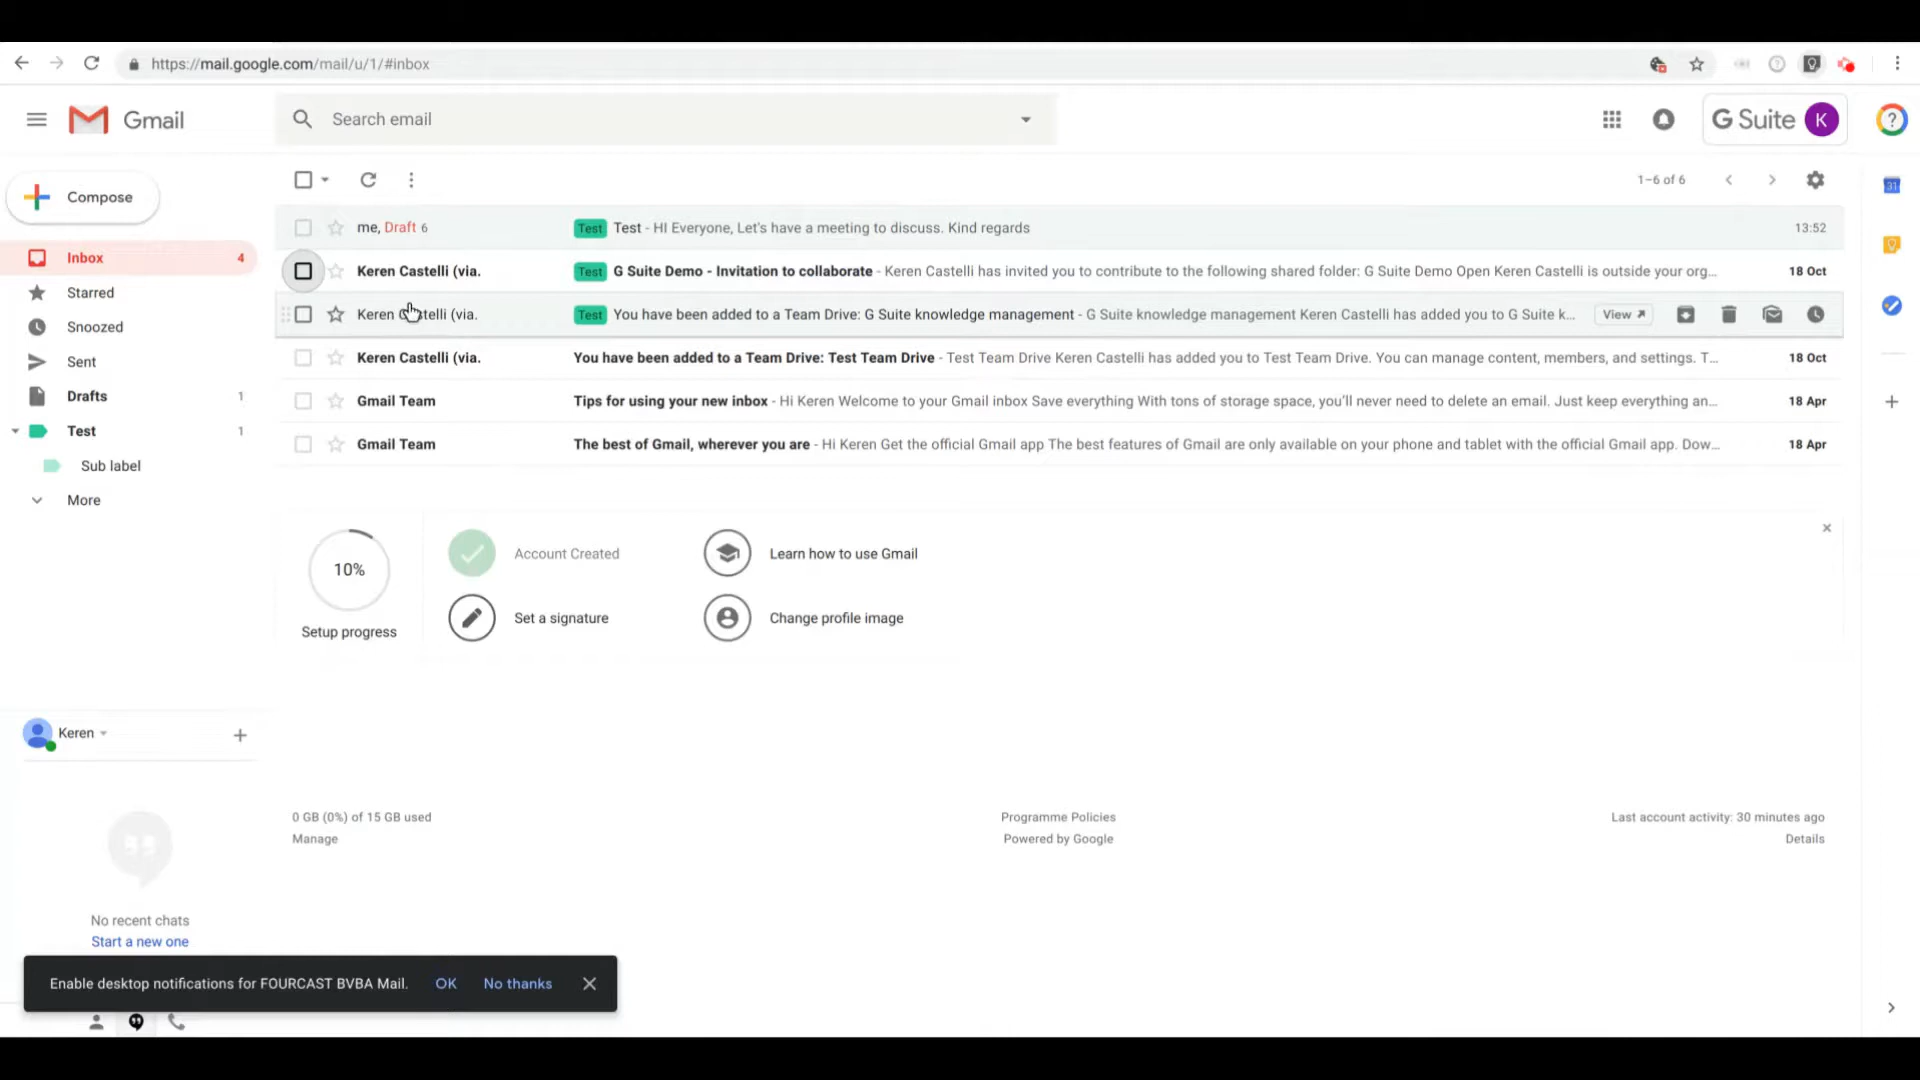 https://mail.google.com/mail/u/1/#inbox
Gmail
Search email
G Suite K
?
Compose
1–6 of 6
31
Inbox 4
Starred
Snoozed
Sent
Drafts 1
Test 1
Sub label
More
me, Draft 6 Test Test - HI Everyone, Let's have a meeting to discuss. Kind regards 13:52
Keren Castelli (via. Test G Suite Demo - Invitation to collaborate - Keren Castelli has invited you to contribute to the following shared folder: G Suite Demo Open Keren Castelli is outside your org... 18 Oct
Keren Castelli (via. Test You have been added to a Team Drive: G Suite knowledge management - G Suite knowledge management Keren Castelli has added you to G Suite k... View
Keren Castelli (via. You have been added to a Team Drive: Test Team Drive - Test Team Drive Keren Castelli has added you to Test Team Drive. You can manage content, members, and settings. T... 18 Oct
Gmail Team Tips for using your new inbox - Hi Keren Welcome to your Gmail inbox Save everything With tons of storage space, you'll never need to delete an email. Just keep everything an... 18 Apr
Gmail Team The best of Gmail, wherever you are - Hi Keren Get the official Gmail app The best features of Gmail are only available on your phone and tablet with the official Gmail app. Dow... 18 Apr
10%
Setup progress
Account Created
Learn how to use Gmail
Set a signature
Change profile image
Keren
0 GB (0%) of 15 GB used
Manage
Programme Policies
Powered by Google
Last account activity: 30 minutes ago
Details
No recent chats
Start a new one
Enable desktop notifications for FOURCAST BVBA Mail. OK No thanks